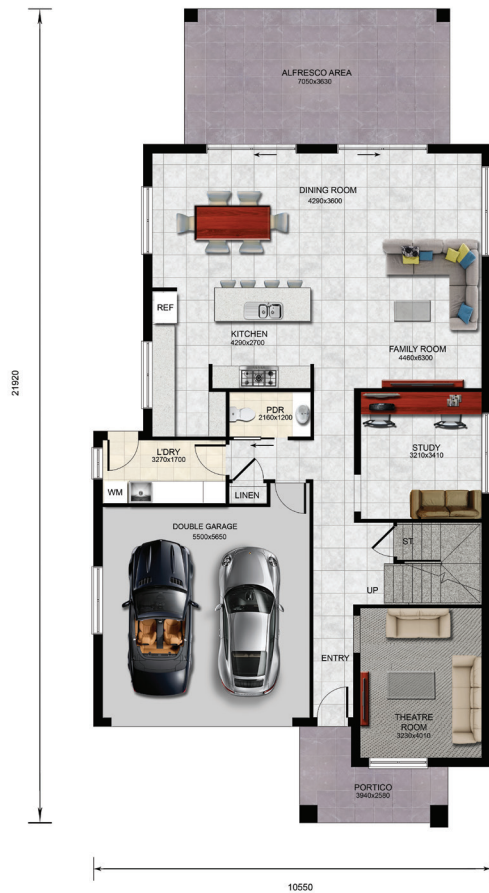 ALFRESCO AREA
7050x3630
DINING ROOM
4290x3600
REF
KITCHEN
4290x2700
FAMILY ROOM
4460x6300
21920
PDR
2160x1200
STUDY
3210x3410
L'DRY
3270x1700
WM
LINEN
DOUBLE GARAGE
5500x5650
ST.
UP
ENTRY
THEATRE
ROOM
3230x4010
PORTICO
3940x2550
10550